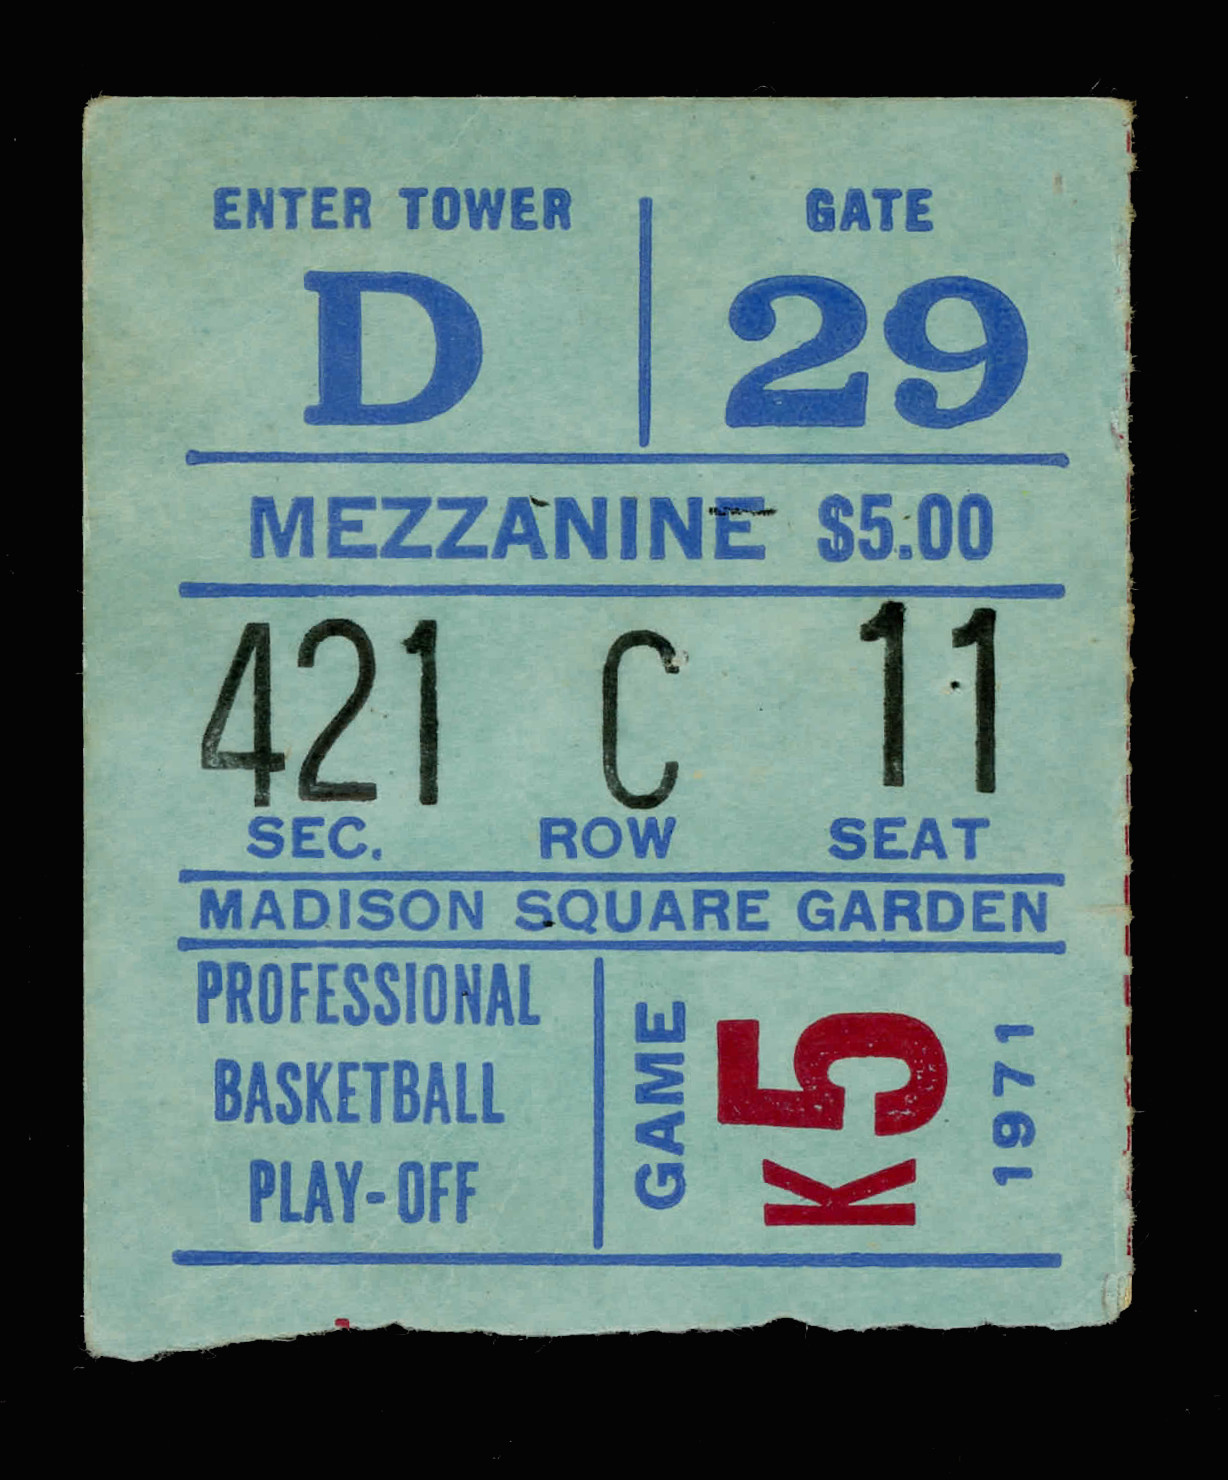 ENTER TOWER
GATE
D
29
MEZZANINE $5.00
421 C 11
SEC. ROW SEAT
MADISON SQUARE GARDEN
PROFESSIONAL
BASKETBALL
PLAY-OFF
GAME
K5
1971